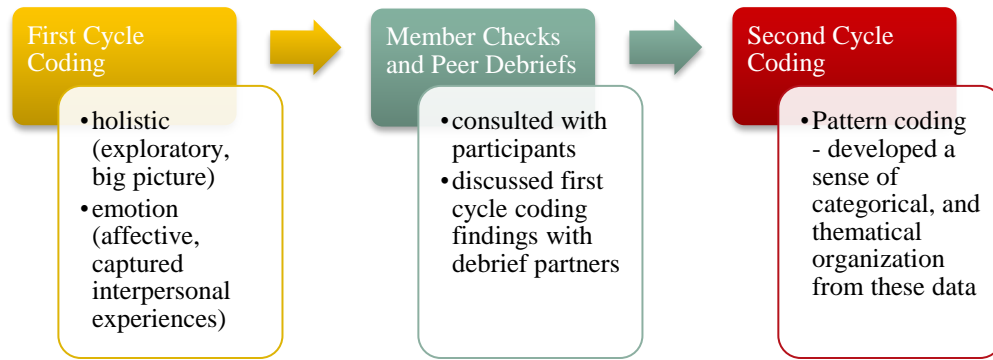 First Cycle
Coding
•holistic
(exploratory,
big picture)
•emotion
(affective,
captured
interpersonal
experiences)
Member Checks
and Peer Debriefs
•consulted with
participants
•discussed first
cycle coding
findings with
debrief partners
Second Cycle
Coding
•Pattern coding
- developed a
sense of
categorical, and
thematical
organization
from these data